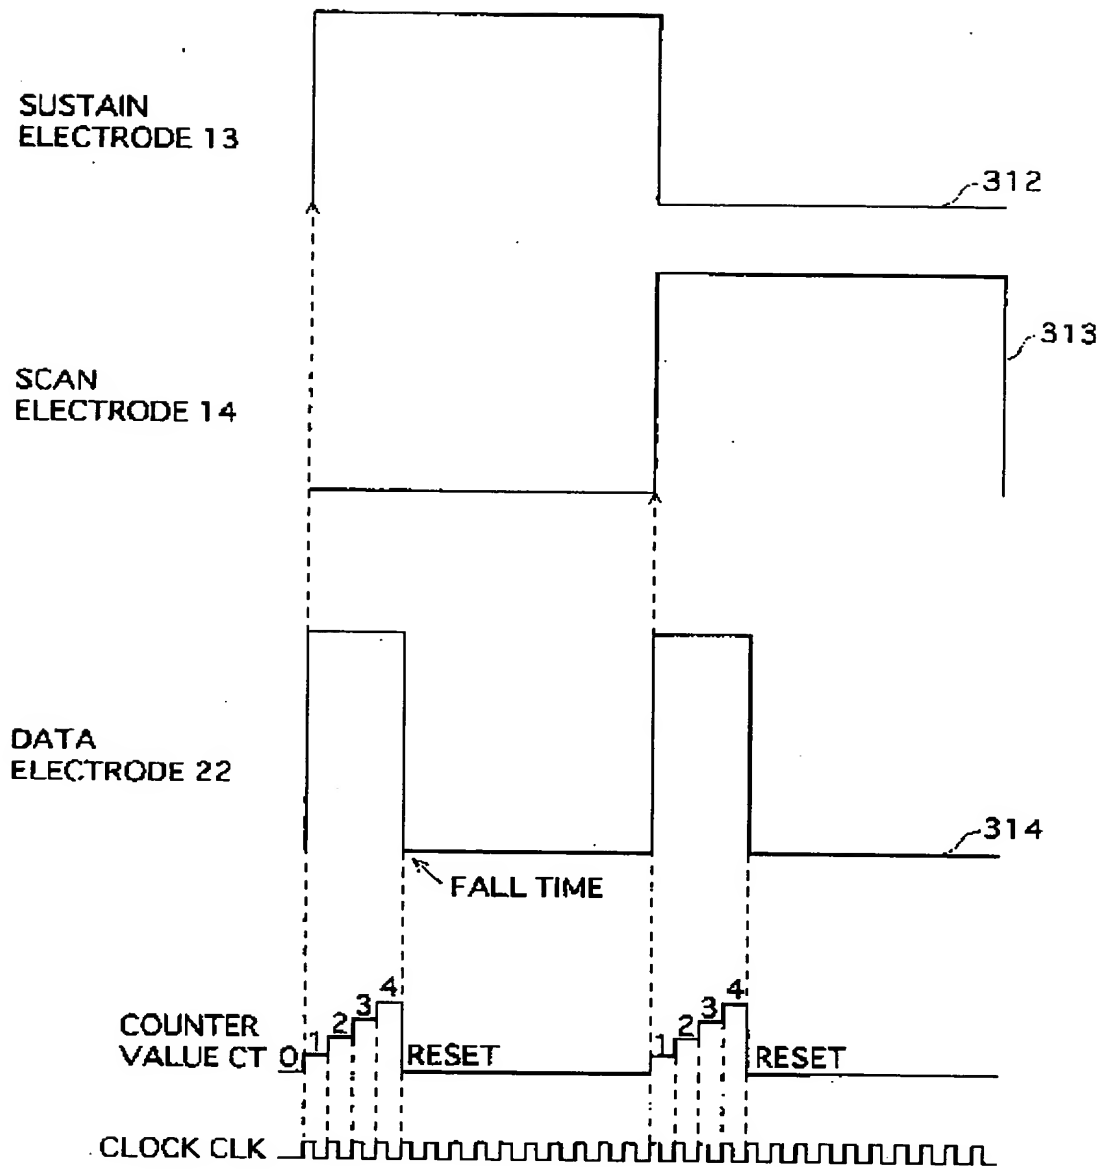 SUSTAIN
ELECTRODE 13
312
313
SCAN
ELECTRODE 14
DATA
ELECTRODE 22
314
FALL TIME
COUNTER
VALUE CT 0 1 2 3 4 RESET 1 2 3 4 RESET
CLOCK CLK